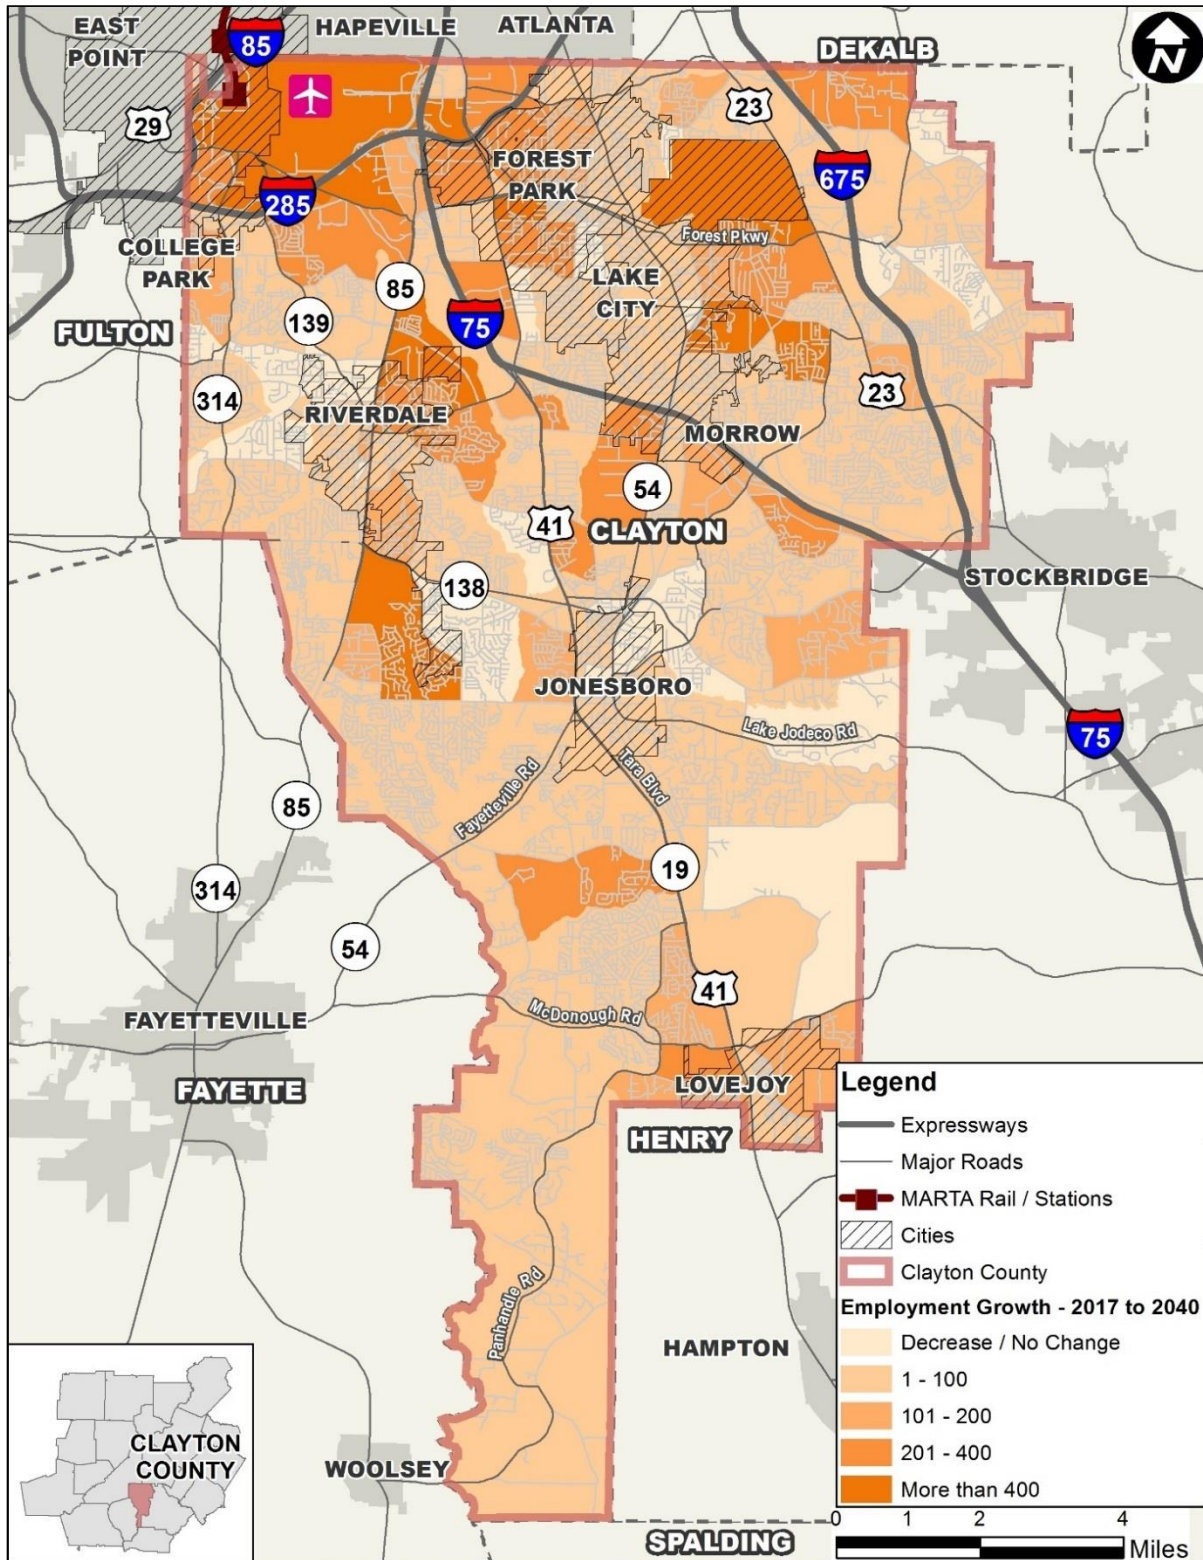 EAST
POINT
85
HAPEVILLE
ATLANTA
DEKALB
N
29
23
FOREST
PARK
675
285
Forest Pkwy
COLLEGE
PARK
85
LAKE
CITY
139
75
FULTON
314
23
RIVERDALE
MORROW
54
41
CLAYTON
138
STOCKBRIDGE
JONESBORO
Lake Jodeco Rd
75
Tara Blvd
Fayetteville Rd
85
19
314
54
41
McDonough Rd
FAYETTEVILLE
FAYETTE
LOVEJOY
HENRY
Panhandle Rd
HAMPTON
WOOLSEY
SPALDING
CLAYTON
COUNTY
Legend
Expressways
Major Roads
MARTA Rail / Stations
Cities
Clayton County
Employment Growth - 2017 to 2040
Decrease / No Change
1 - 100
101 - 200
201 - 400
More than 400
0 1 2 4
Miles